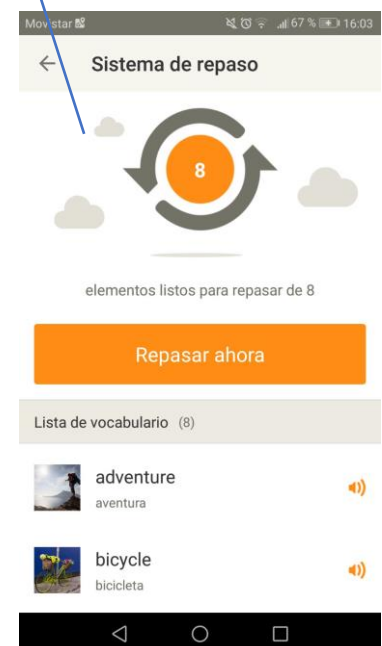 Movistar 67 % 16:03
Sistema de repaso
8
elementos listos para repasar de 8
Repasar ahora
Lista de vocabulario (8)
adventure
aventura
bicycle
bicicleta